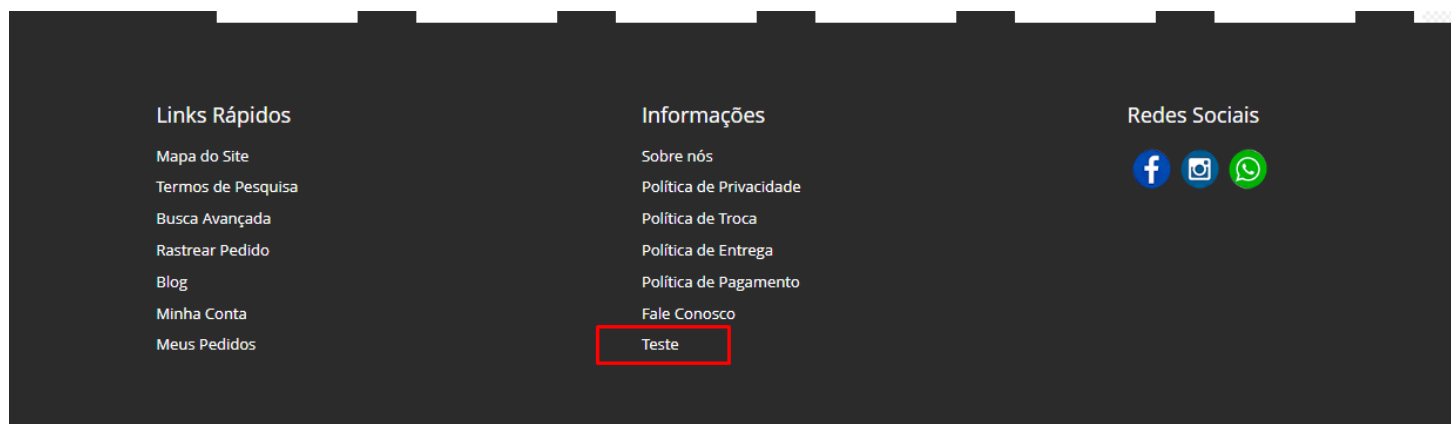 Links Rápidos
Mapa do Site
Termos de Pesquisa
Busca Avançada
Rastrear Pedido
Blog
Minha Conta
Meus Pedidos
Informações
Sobre nós
Política de Privacidade
Política de Troca
Política de Entrega
Política de Pagamento
Fale Conosco
Teste
Redes Sociais